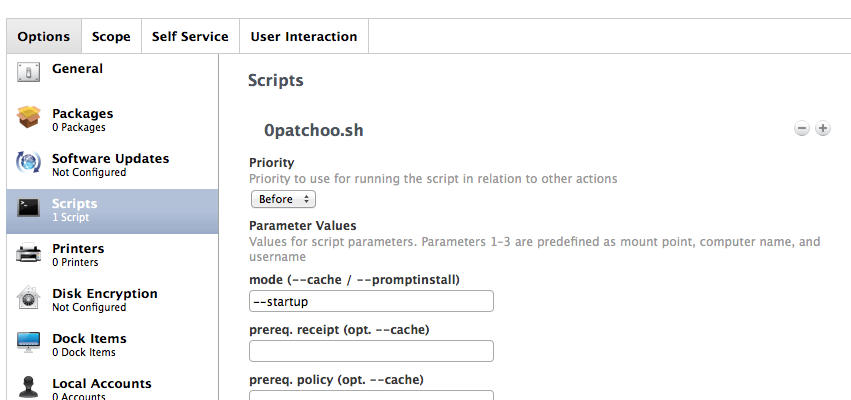 Options Scope Self Service User Interaction
General
Packages
0 Packages
Software Updates
Not Configured
Scripts
1 Script
Printers
0 Printers
Disk Encryption
Not Configured
Dock Items
0 Dock Items
Local Accounts
0 Accounts
Scripts
0patchoo.sh
Priority
Priority to use for running the script in relation to other actions
Before
Parameter Values
Values for script parameters. Parameters 1-3 are predefined as mount point, computer name, and
username
mode (--cache / --promptinstall)
--startup
prereq. receipt (opt. --cache)
prereq. policy (opt. --cache)